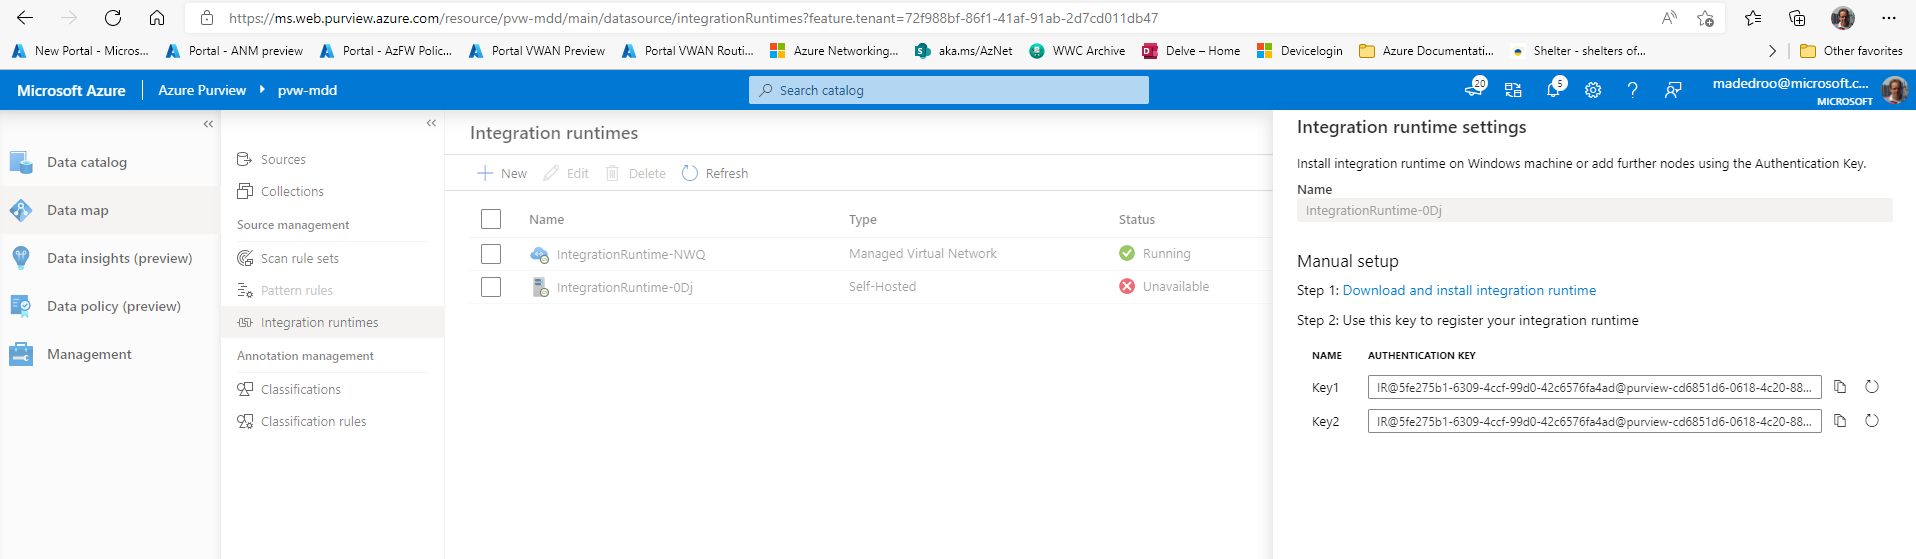 https://ms.web.purview.azure.com/resource/pvw-mdd/main/datasource/integrationRuntimes?feature.tenant=72f988bf-86f1-41af-91ab-2d7cd011db47
New Portal - Micros...
Portal - ANM preview
Portal - AzFW Polic...
Portal VWAN Preview
Portal VWAN Routi...
Azure Networking...
aka.ms/AzNet
WWC Archive
Delve – Home
Devicelogin
Azure Documentati...
Shelter - shelters of...
Other favorites
Microsoft Azure
Azure Purview
pvw-mdd
Search catalog
20
5
madedroo@microsoft.c...
MICROSOFT
Data catalog
Data map
Data insights (preview)
Data policy (preview)
Management
Sources
Collections
Source management
Scan rule sets
Pattern rules
Integration runtimes
Annotation management
Classifications
Classification rules
Integration runtimes
New
Edit
Delete
Refresh
Name Type Status
IntegrationRuntime-NWQ Managed Virtual Network Running
IntegrationRuntime-0Dj Self-Hosted Unavailable
Integration runtime settings
Install integration runtime on Windows machine or add further nodes using the Authentication Key.
Name
IntegrationRuntime-0Dj
Manual setup
Step 1: Download and install integration runtime
Step 2: Use this key to register your integration runtime
NAME AUTHENTICATION KEY
Key1 IR@5fe275b1-6309-4ccf-99d0-42c6576fa4ad@purview-cd6851d6-0618-4c20-88...
Key2 IR@5fe275b1-6309-4ccf-99d0-42c6576fa4ad@purview-cd6851d6-0618-4c20-88...